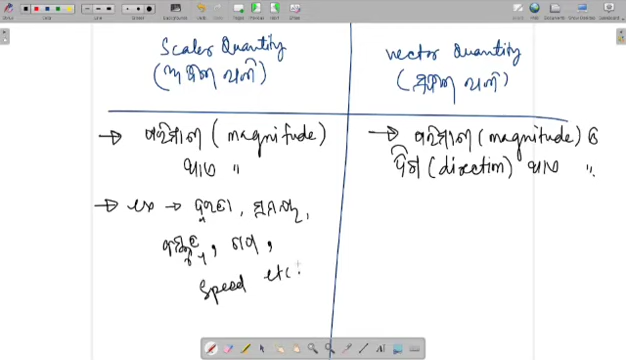 Scaler Quantity
(ଅଦିଶ ରାଶି)
Vector Quantity
(ସଦିଶ ରାଶି)
→ ପରିମାଣ (magnitude)
ଥାଏ "
→ ପରିମାଣ (magnitude) ଓ
ଦିଗ (direction) ଥାଏ "
→ ex → ଦୂରତା, ସମୟ,
speed etc.